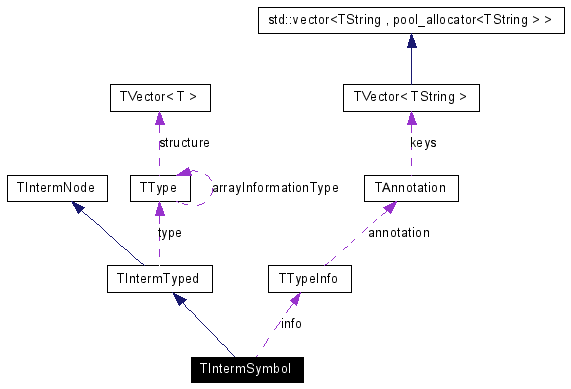 std::vector<TString , pool_allocator<TString > >
TVector< T >
TVector< TString >
structure
keys
TIntermNode
TType
arrayInformationType
TAnnotation
type
annotation
TIntermTyped
TTypeInfo
info
TIntermSymbol